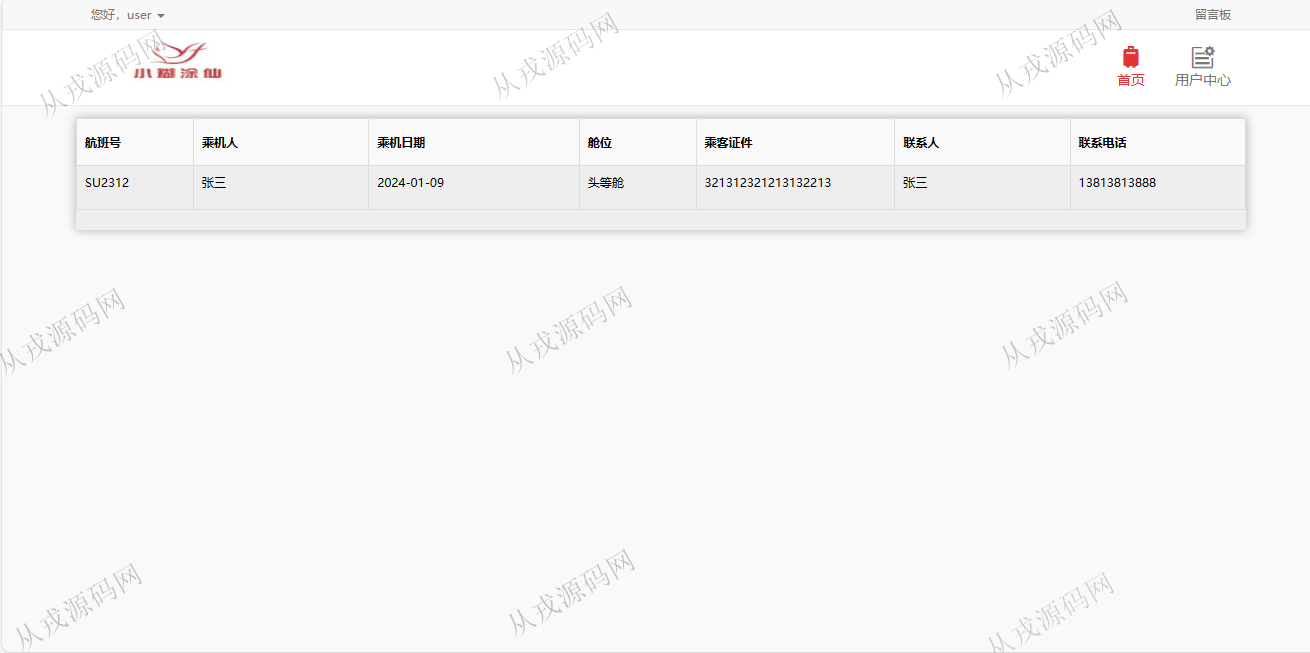 您好，user
留言板
从戎源码网
从戎源码网
从戎源码网
小糊涂仙
首页
用户中心
航班号 乘机人 乘机日期 舱位 乘客证件 联系人 联系电话
SU2312 张三 2024-01-09 头等舱 321312321213132213 张三 13813813888
从戎源码网
从戎源码网
从戎源码网
从戎源码网
从戎源码网
从戎源码网